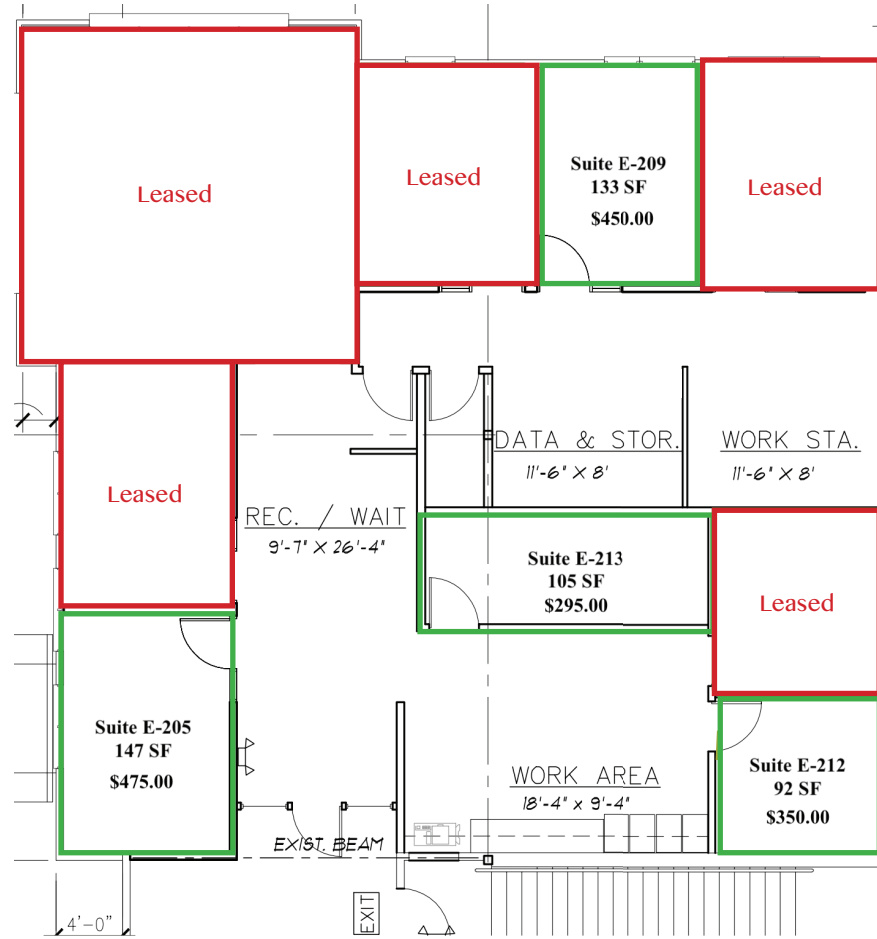 Leased
Leased
Suite E-209
133 SF
$450.00
Leased
Leased
DATA & STOR.
11'-6" X 8'
WORK STA.
11'-6" X 8'
REC. / WAIT
9'-7" X 26'-4"
Suite E-213
105 SF
$295.00
Leased
Suite E-205
147 SF
$475.00
WORK AREA
18'-4" x 9'-4"
Suite E-212
92 SF
$350.00
EXIST. BEAM
EXIT
4'-0"